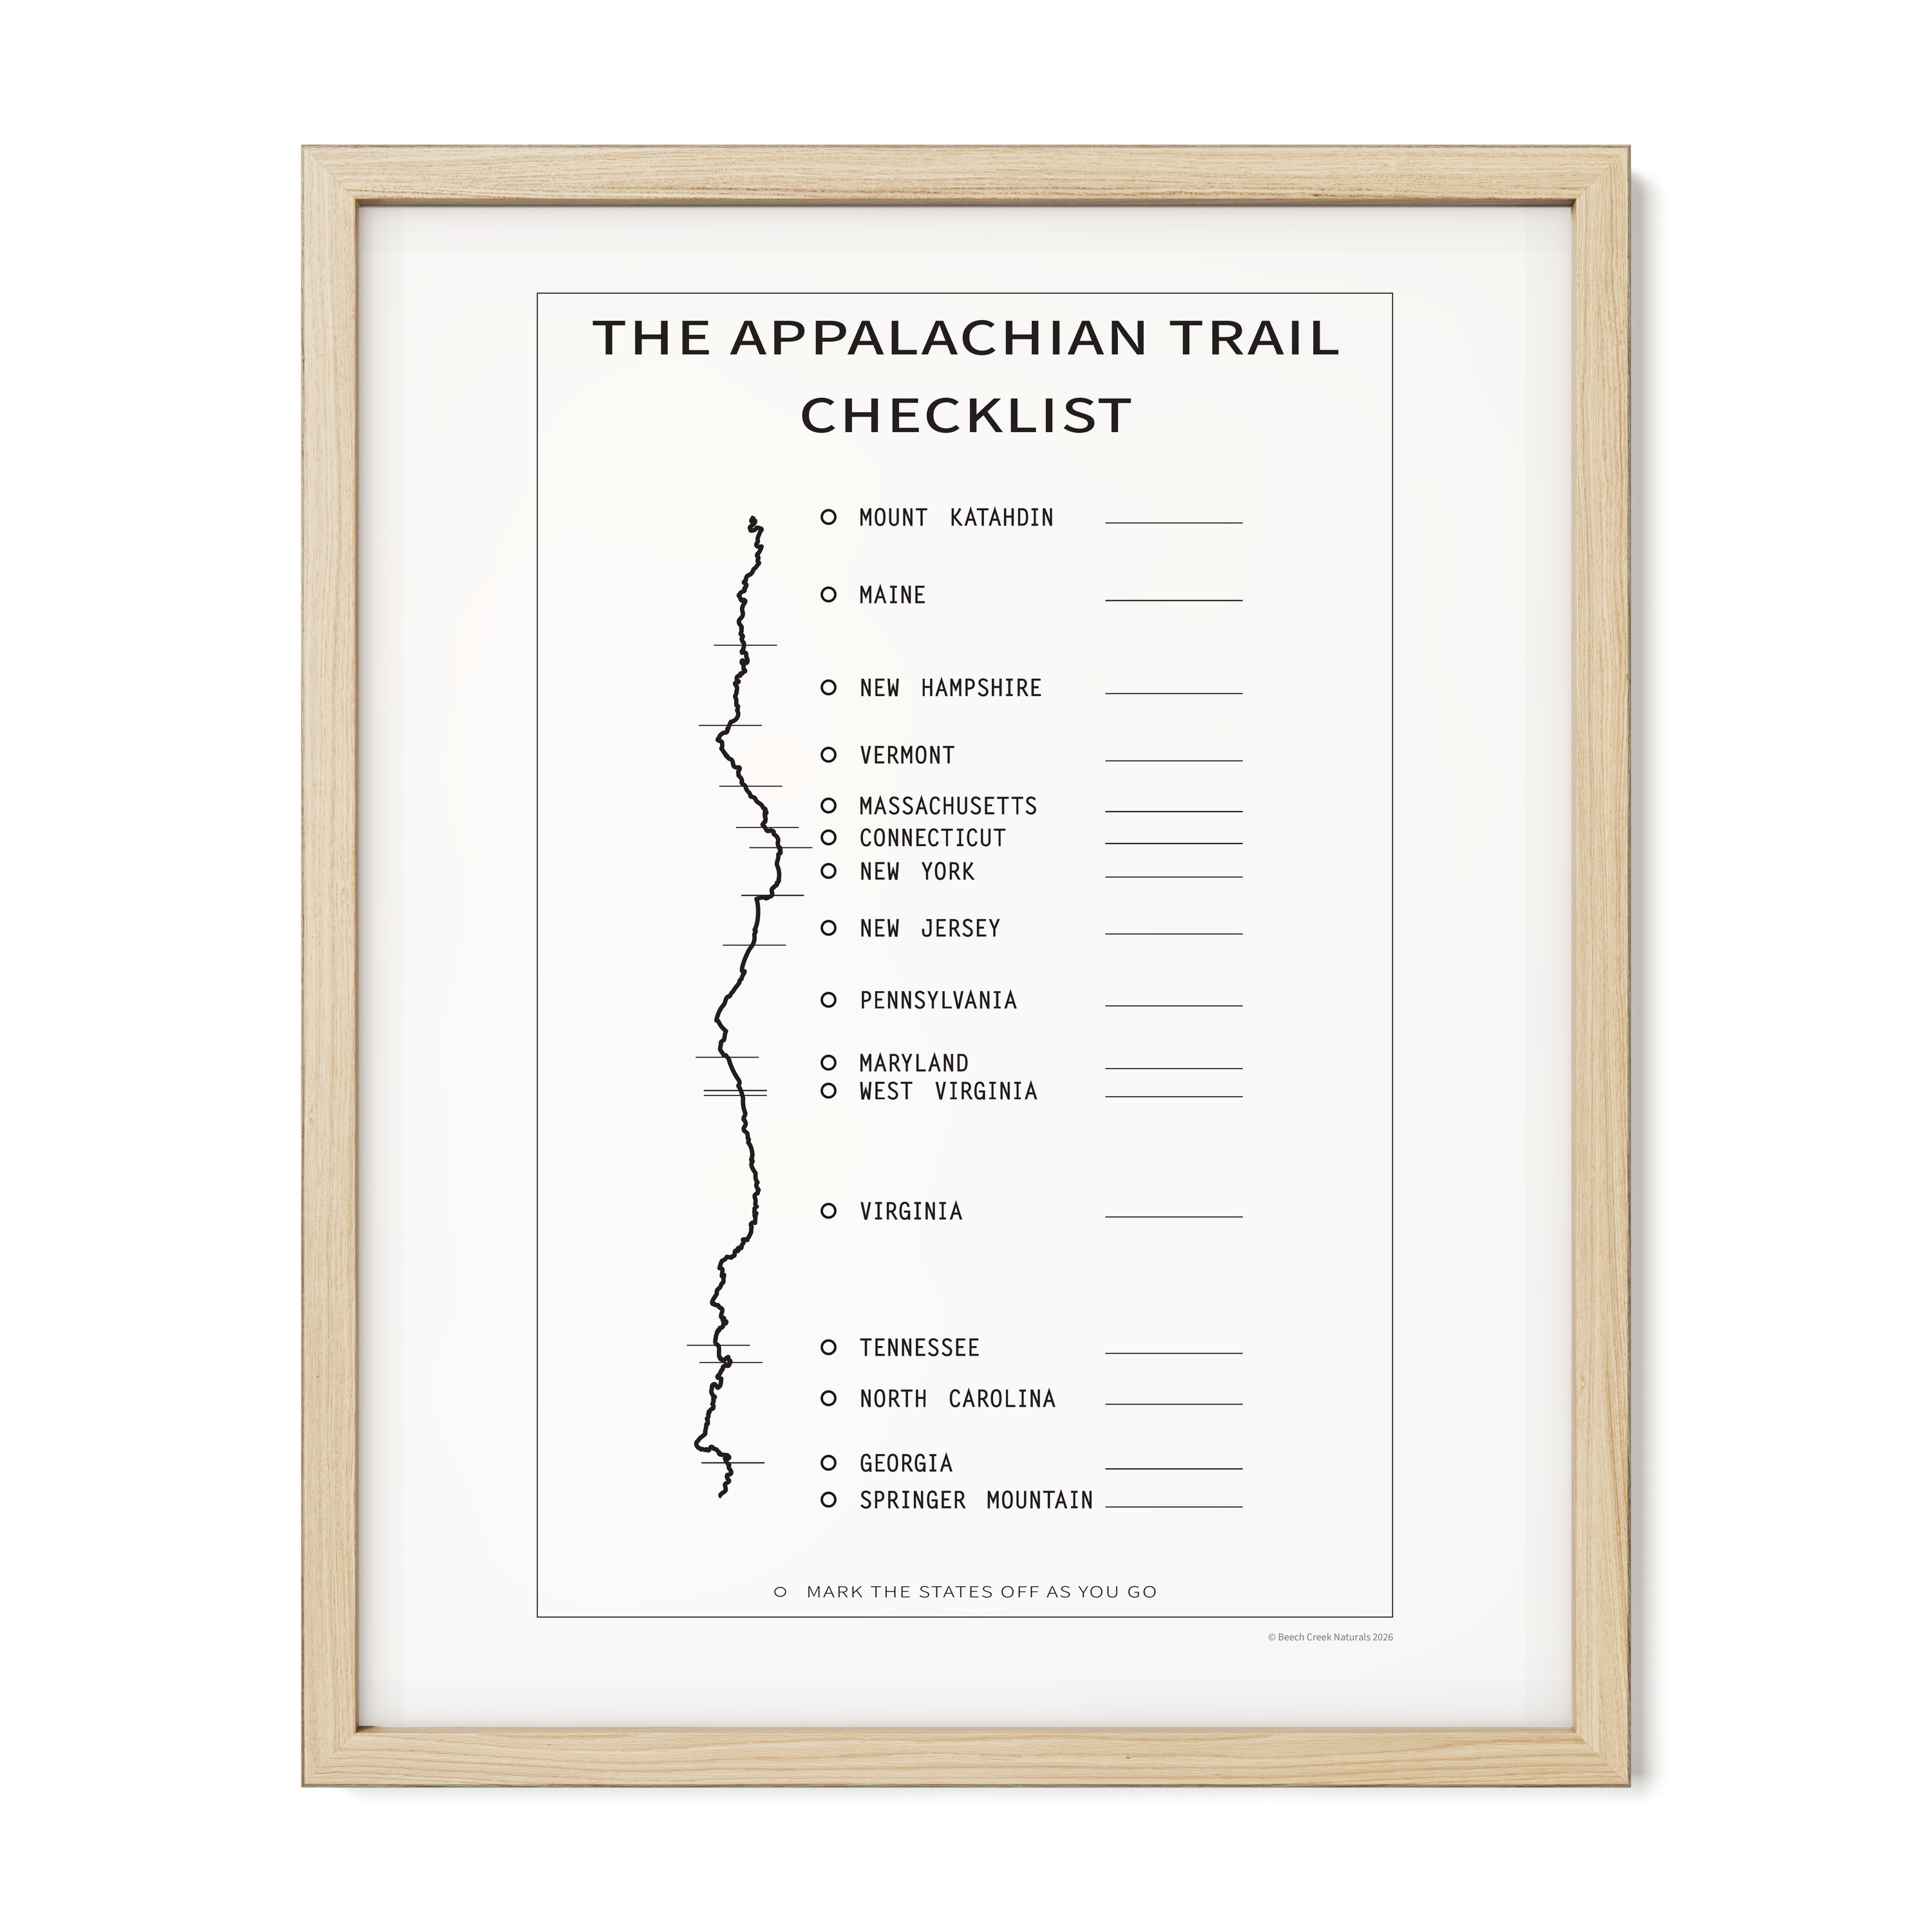 THE APPALACHIAN TRAIL
CHECKLIST
MOUNT KATAHDIN
MAINE
NEW HAMPSHIRE
VERMONT
MASSACHUSETTS
CONNECTICUT
NEW YORK
NEW JERSEY
PENNSYLVANIA
MARYLAND
WEST VIRGINIA
VIRGINIA
TENNESSEE
NORTH CAROLINA
GEORGIA
SPRINGER MOUNTAIN
MARK THE STATES OFF AS YOU GO
© Beech Creek Naturals 2026